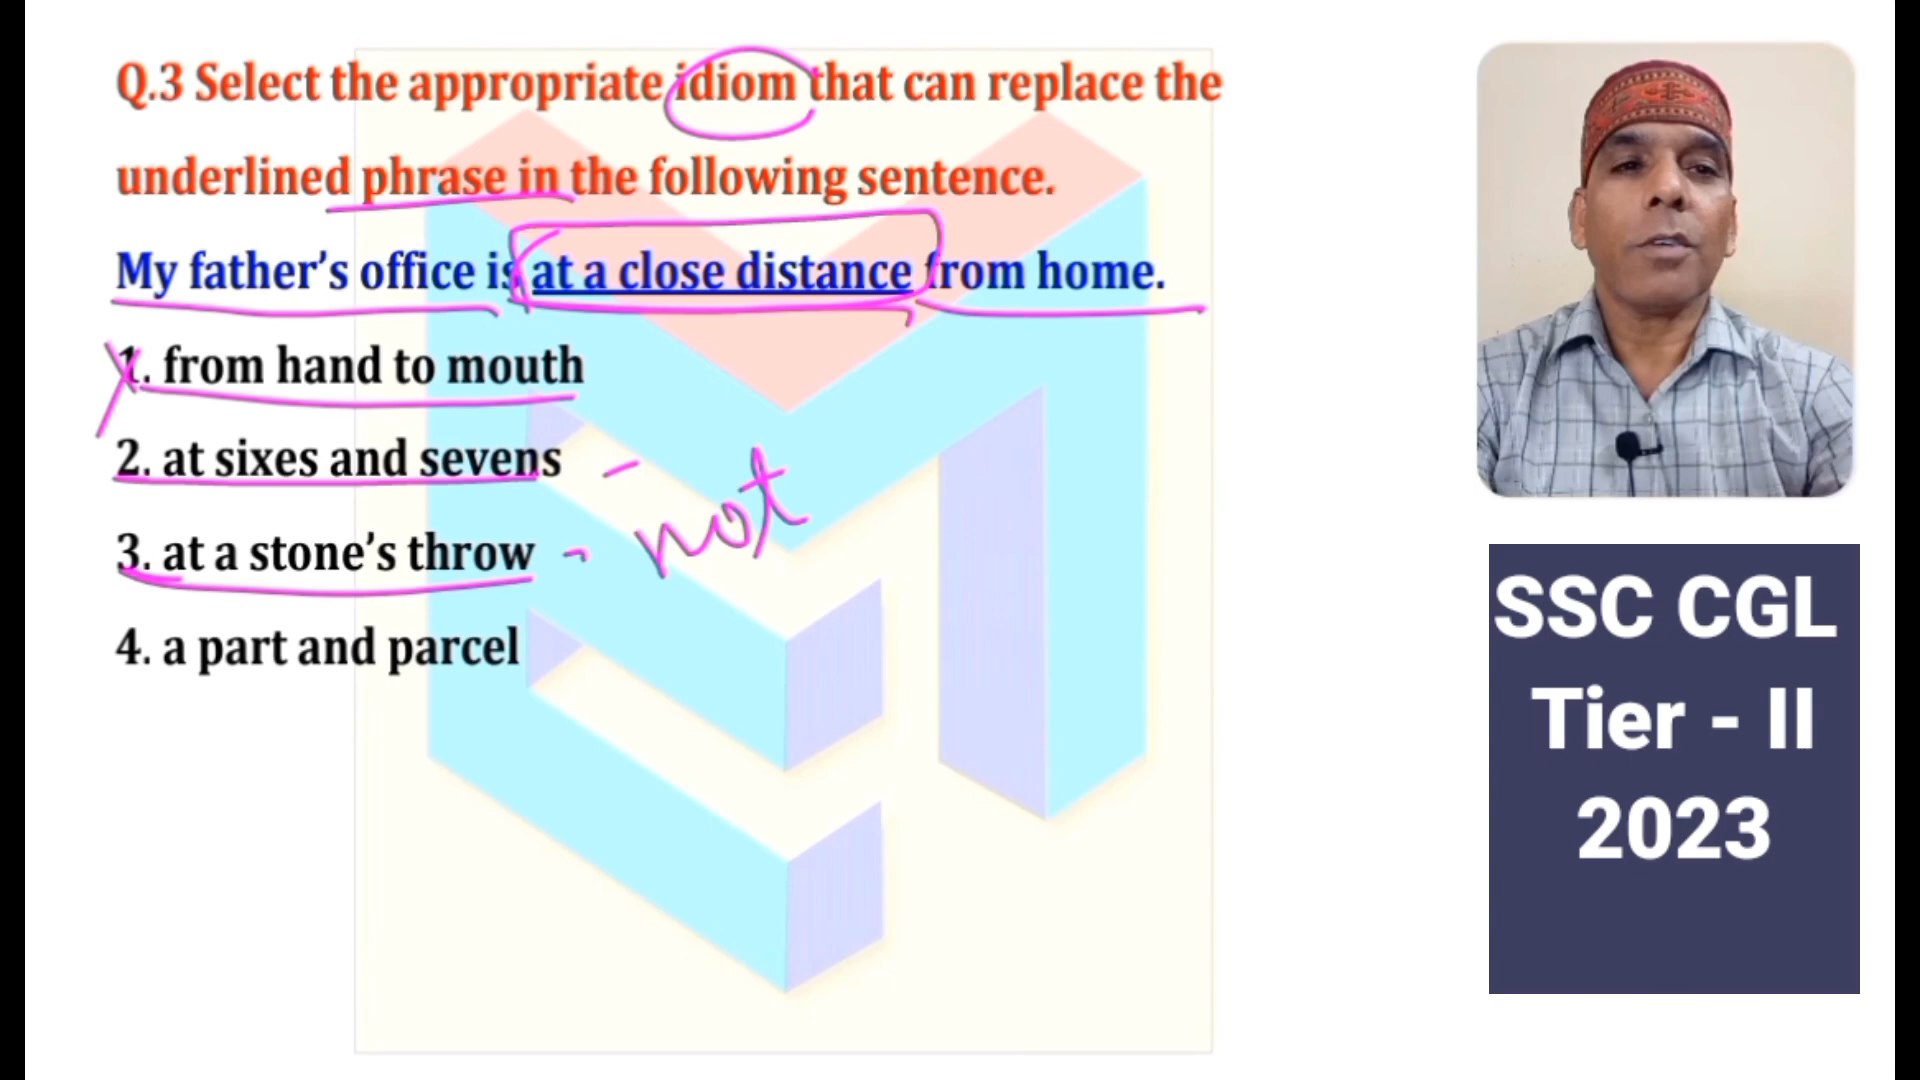 Q.3 Select the appropriate idiom that can replace the
underlined phrase in the following sentence.
My father’s office is at a close distance from home.
1. from hand to mouth
2. at sixes and sevens -
3. at a stone’s throw - not
4. a part and parcel
SSC CGL
Tier - II
2023